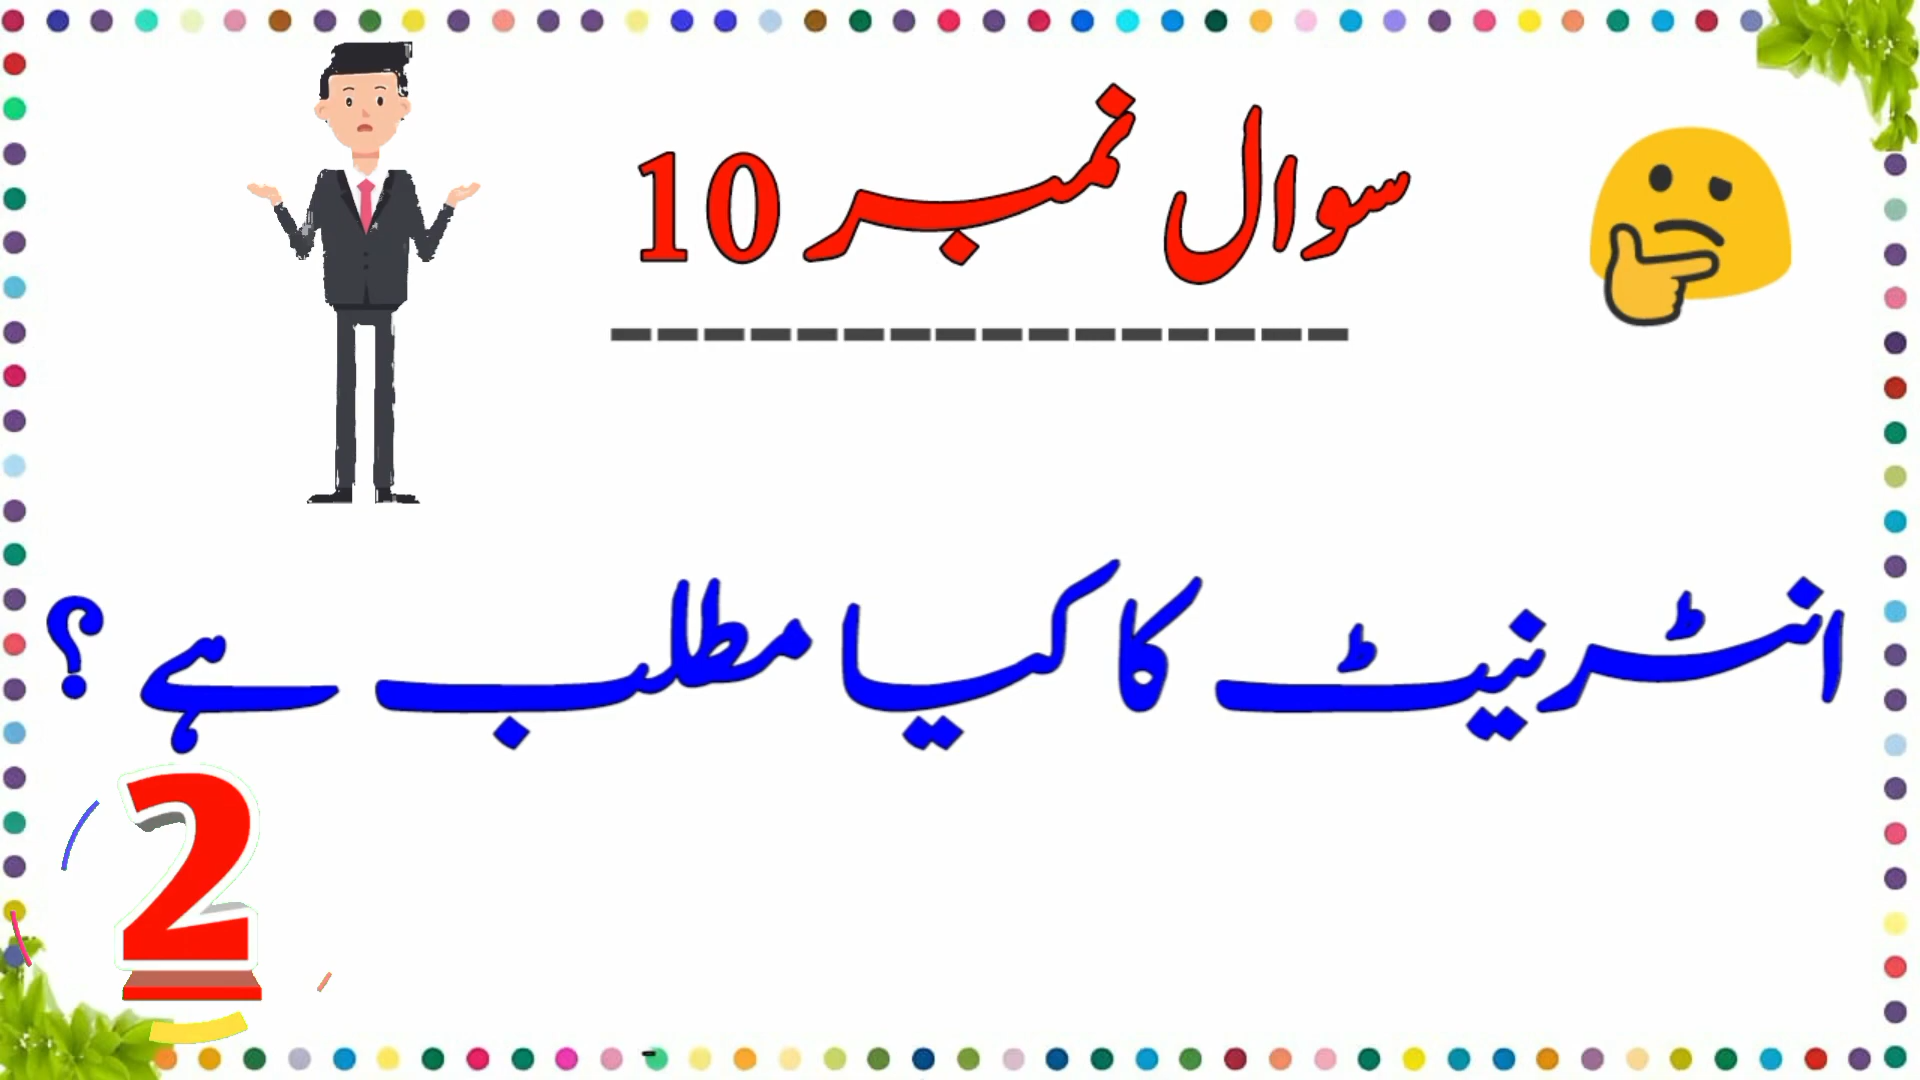 سوال نمبر 10
انٹرنیٹ کا کیا مطلب ہے ؟
2